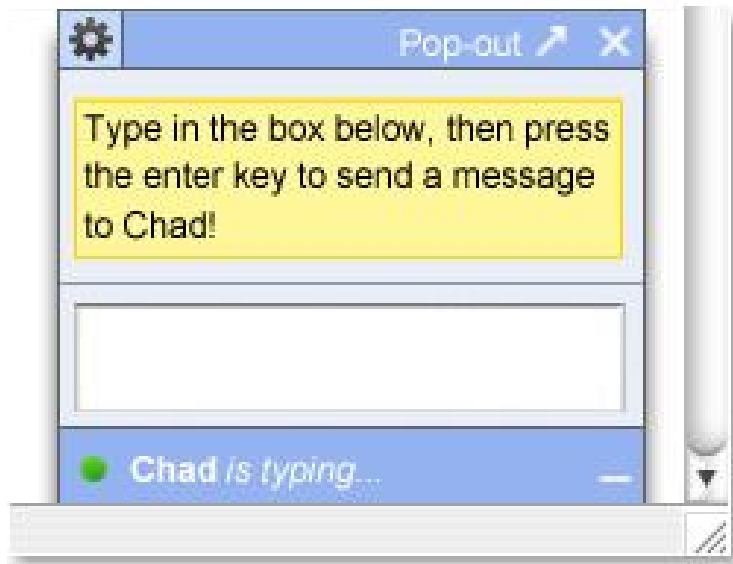 Pop-out
Type in the box below, then press
the enter key to send a message
to Chad!
Chad is typing...